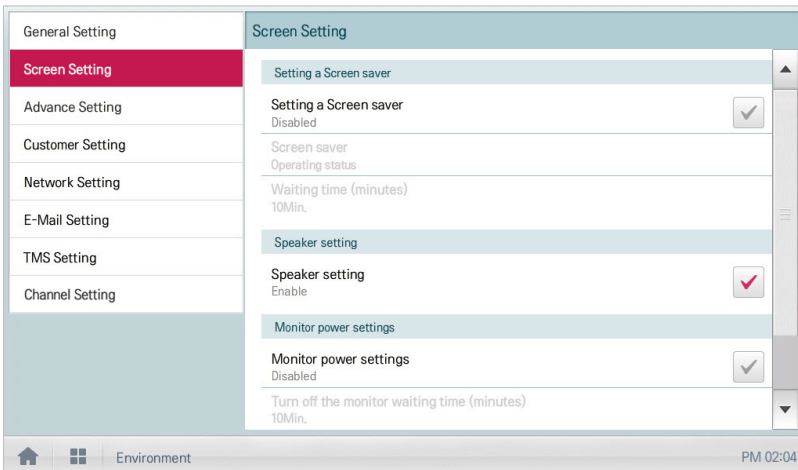 General Setting
Screen Setting
Advance Setting
Customer Setting
Network Setting
E-Mail Setting
TMS Setting
Channel Setting
Screen Setting
Setting a Screen saver
Setting a Screen saver
Disabled
Screen saver
Operating status
Waiting time (minutes)
10Min.
Speaker setting
Speaker setting
Enable
Monitor power settings
Monitor power settings
Disabled
Turn off the monitor waiting time (minutes)
10Min.
Environment
PM 02:04